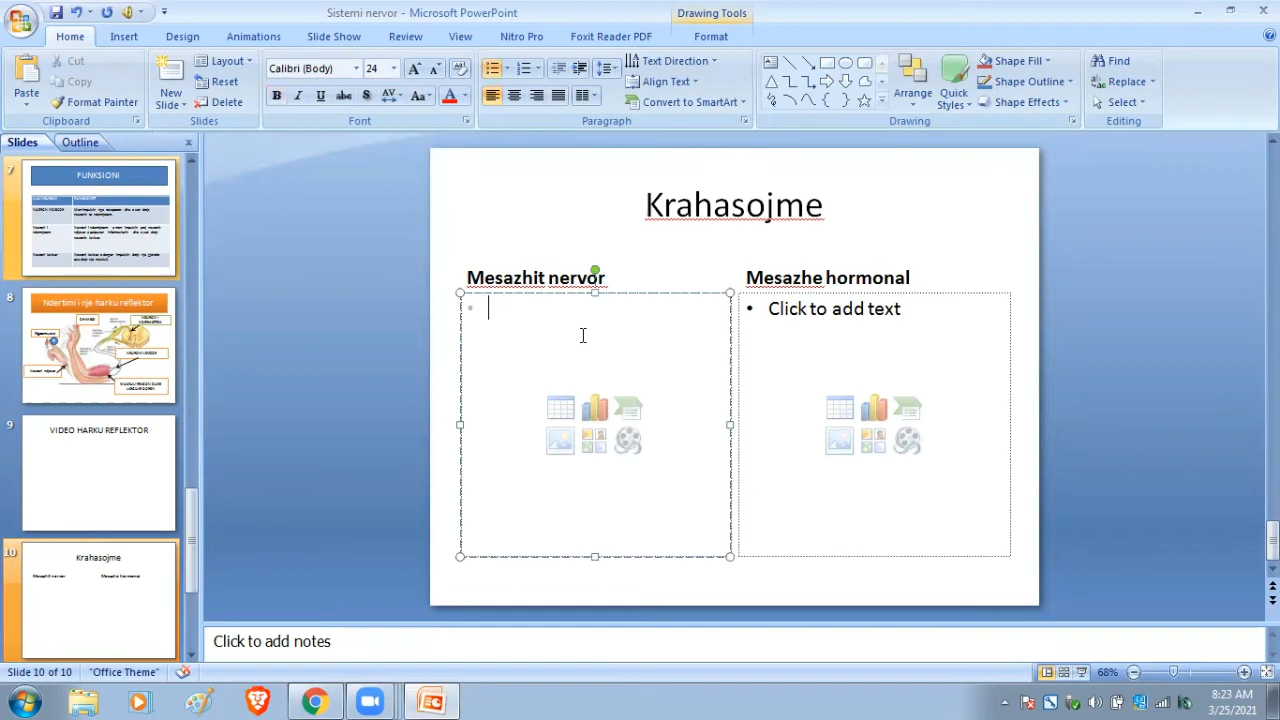 Sistemi nervor - Microsoft PowerPoint
Drawing Tools
Home Insert Design Animations Slide Show Review View Nitro Pro Foxit Reader PDF Format
Paste
Cut
Copy
Format Painter
Clipboard
New Slide
Layout
Reset
Delete
Slides
Calibri (Body) 24
Font
Text Direction
Align Text
Convert to SmartArt
Paragraph
Arrange
Quick Styles
Shape Fill
Shape Outline
Shape Effects
Drawing
Find
Replace
Select
Editing
Slides Outline
7
FUNKSIONI
8
Ndertimi i nje harku reflektor
9
VIDEO HARKU REFLEKTOR
10
Krahasojme
Mesazhit nervor Mesazhe hormonal
Krahasojme
Mesazhit nervor
Mesazhe hormonal
• Click to add text
Click to add notes
Slide 10 of 10 "Office Theme" 68%
8:23 AM
3/25/2021